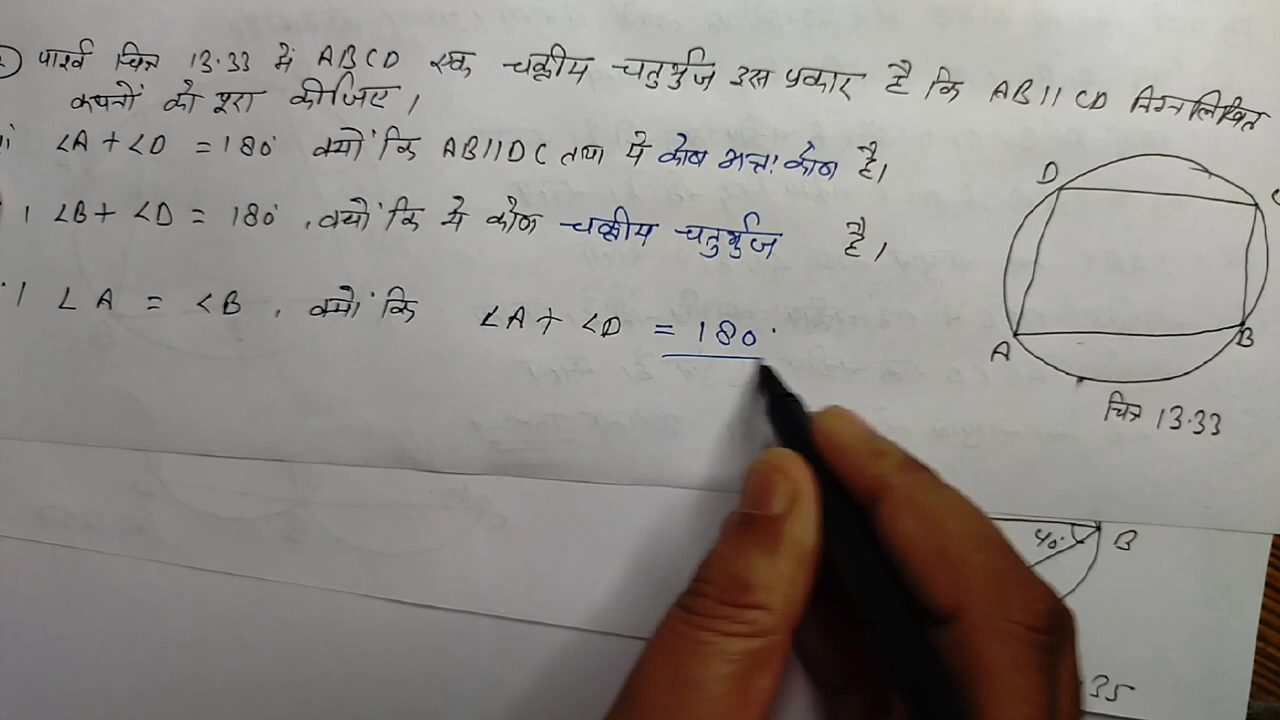 पार्श्व चित्र 13.33 में ABCD एक चक्रीय चतुर्भुज इस प्रकार है कि AB||CD निम्नलिखित
कथनों को पूरा कीजिए।
∠A + ∠D = 180° क्योंकि AB||DC तथा ये कोण अन्त: कोण है।
∠B + ∠D = 180°, क्योंकि ये कोण चक्रीय चतुर्भुज है।
∠A = ∠B, क्योंकि ∠A + ∠D = 180°
D
A
B
चित्र 13.33
40°
B
35